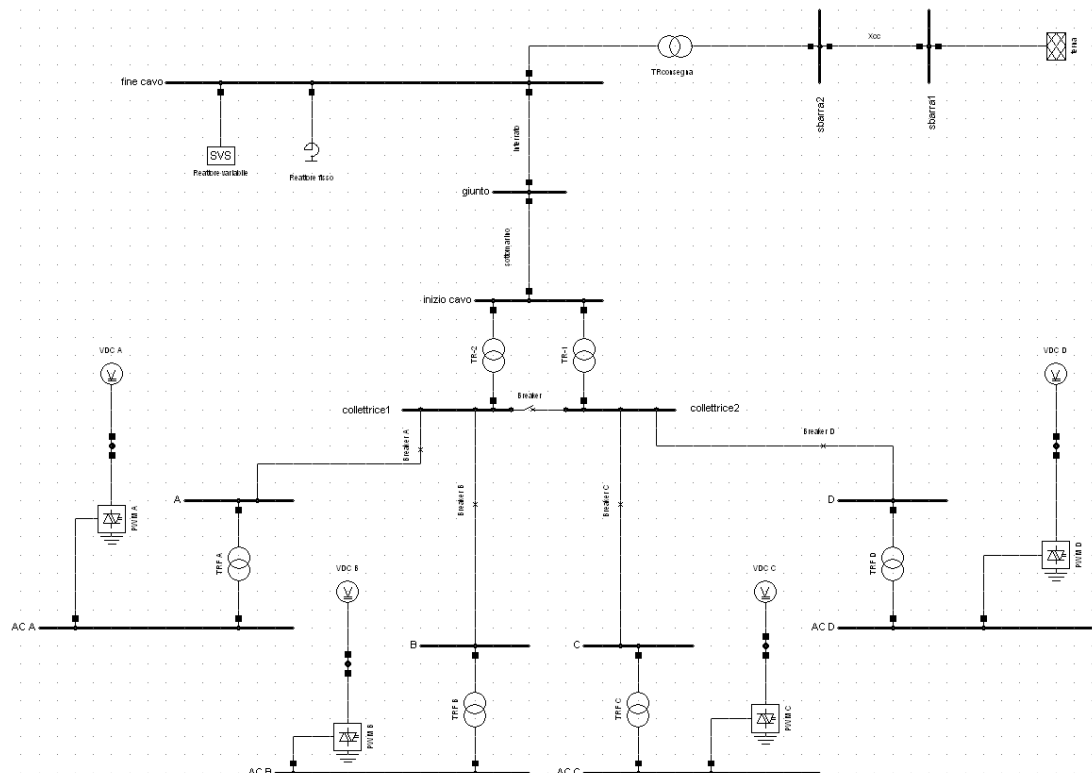 Xcc
terna
TRconsegna
fine cavo
sbarra2
sbarra1
SVS
Reattore variabile
Reattore fisso
Interrato
giunto
sottomarino
inizio cavo
VDC A
V
TR-2
TR-1
VDC D
V
Breaker
collettrice1
collettrice2
Breaker A
Breaker D
Breaker B
Breaker C
A
D
PWM A
TRF A
TRF D
PWM D
VDC B
V
VDC C
V
AC A
AC D
B
C
TRF B
TRF C
PWM B
PWM C
AC B
AC C